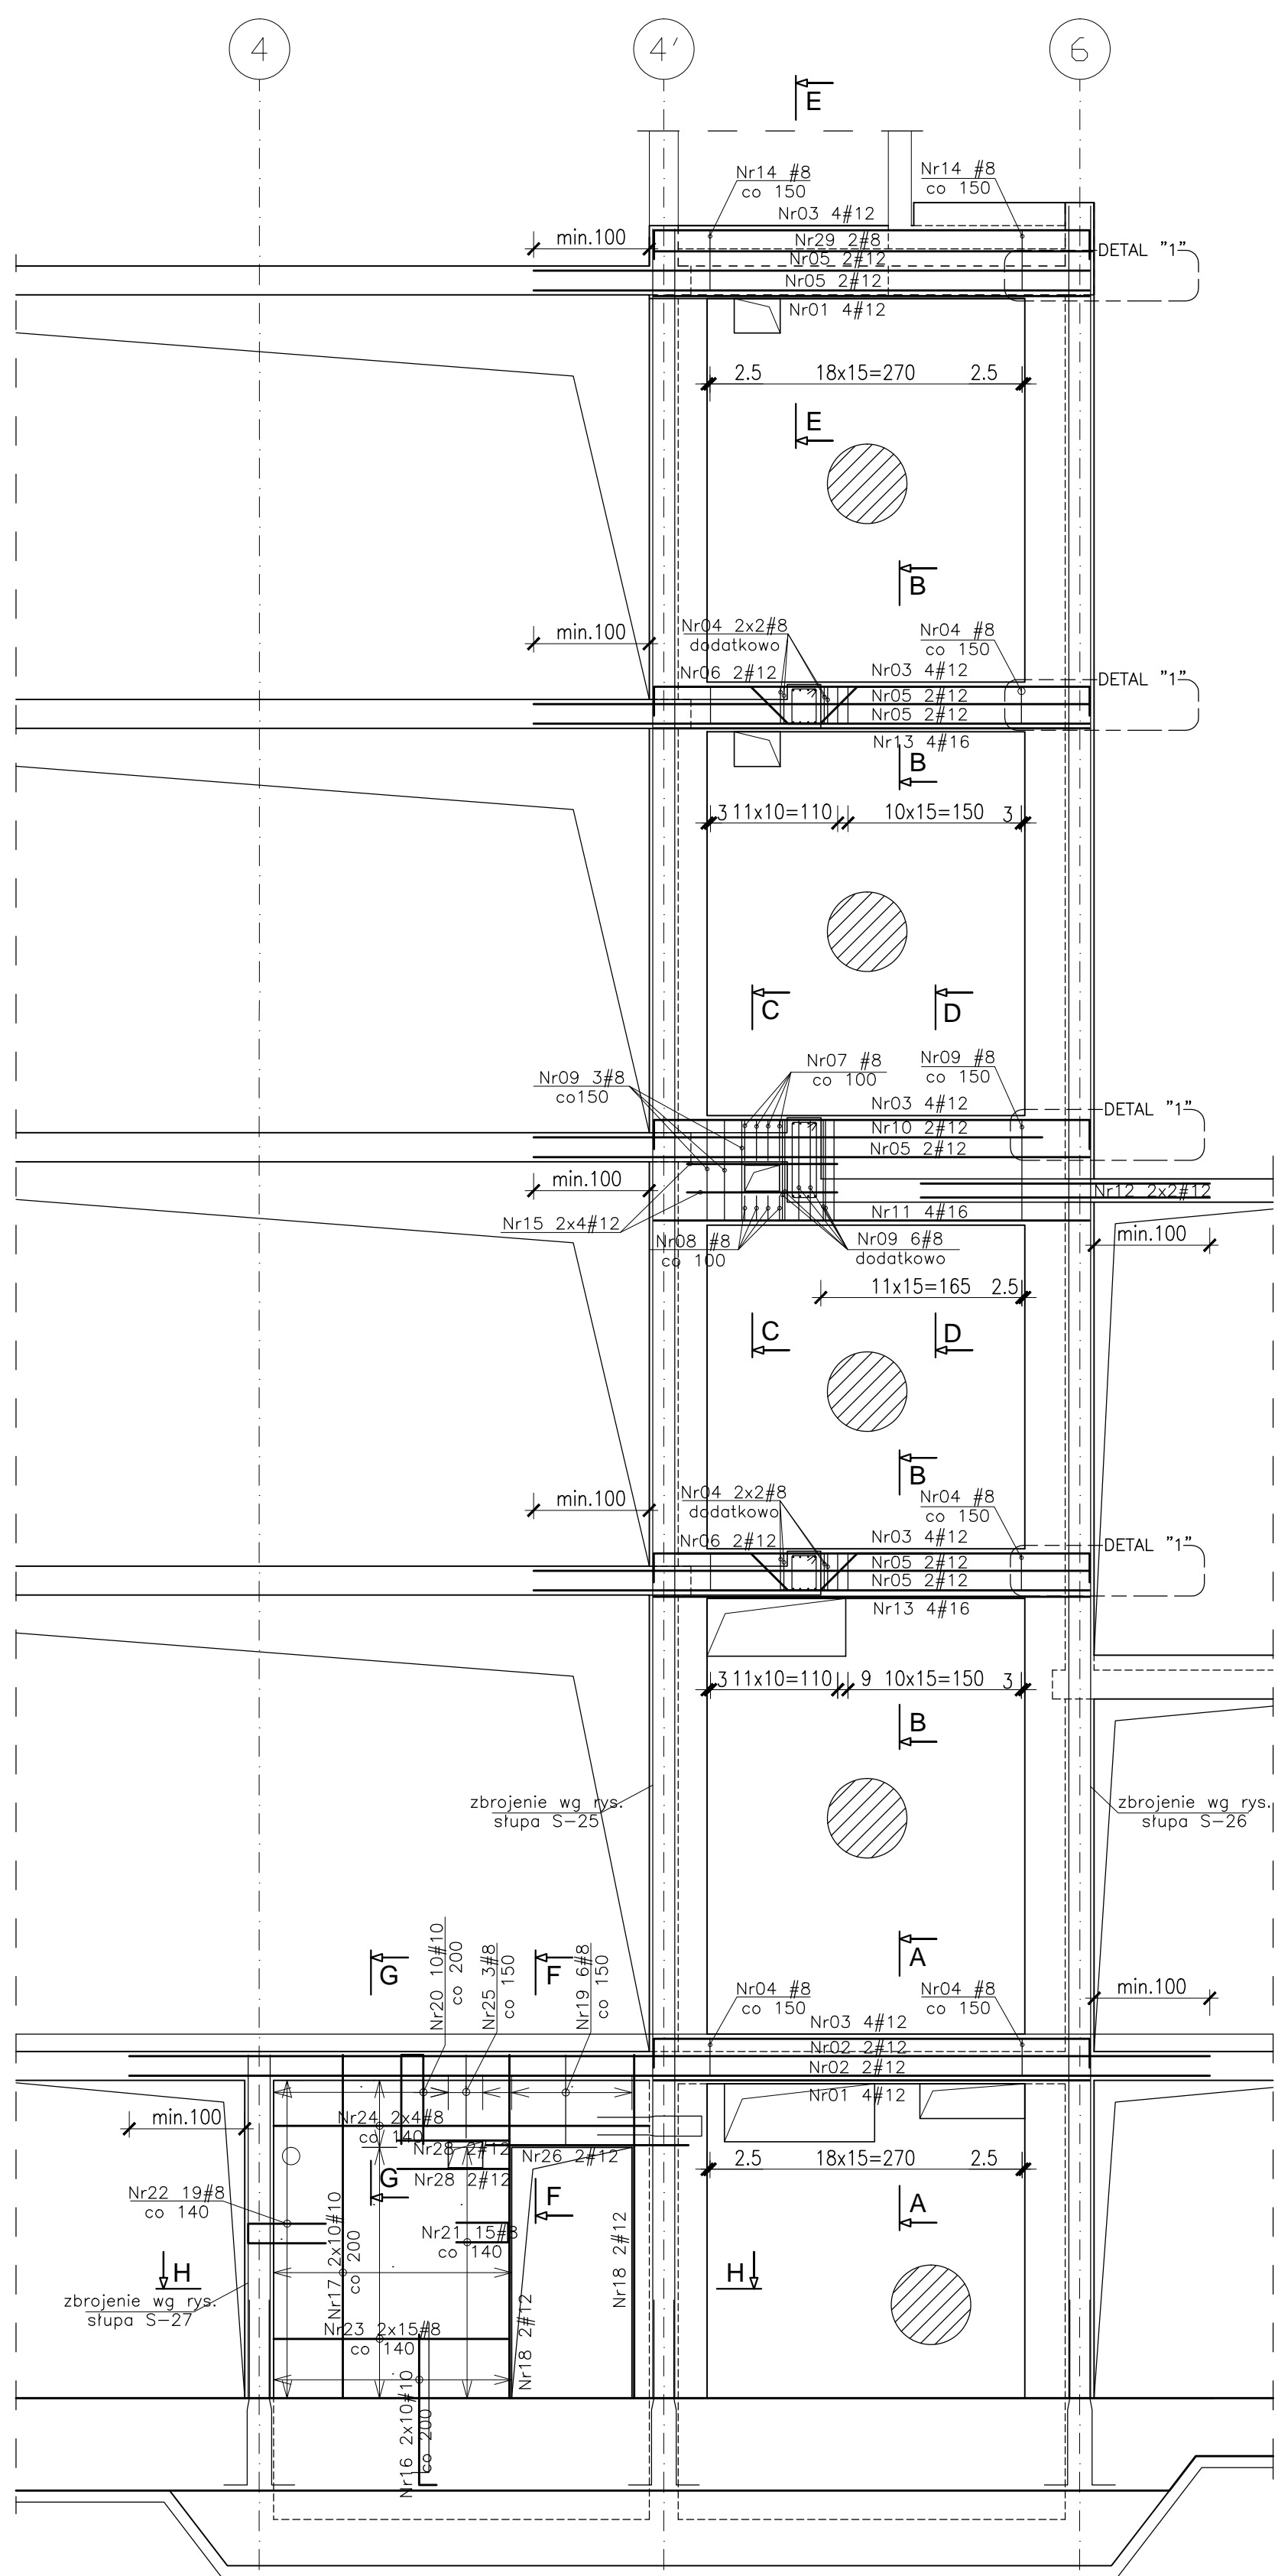 4
4'
6
E
Nr14 #8
co 150
Nr14 #8
co 150
Nr03 4#12
min.100
Nr29 2#8
Nr05 2#12
Nr05 2#12
DETAL "1"
Nr01 4#12
2.5
18x15=270
2.5
E
B
min.100
Nr04 2x2#8
dodatkowo
Nr04 #8
co 150
Nr06 2#12
Nr03 4#12
Nr05 2#12
Nr05 2#12
DETAL "1"
Nr13 4#16
B
3
11x10=110
10x15=150
3
C
D
Nr09 3#8
co150
Nr07 #8
co 100
Nr09 #8
co 150
Nr03 4#12
Nr10 2#12
Nr05 2#12
DETAL "1"
min.100
Nr12 2x2#12
Nr15 2x4#12
Nr11 4#16
Nr08 #8
co 100
Nr09 6#8
dodatkowo
min.100
11x15=165
2.5
C
D
B
min.100
Nr04 2x2#8
dodatkowo
Nr04 #8
co 150
Nr06 2#12
Nr03 4#12
Nr05 2#12
Nr05 2#12
DETAL "1"
Nr13 4#16
3
11x10=110
9
10x15=150
3
B
zbrojenie wg rys.
słupa S-25
zbrojenie wg rys.
słupa S-26
A
G
Nr20 10#10
co 200
Nr25 3#8
co 150
F
Nr19 6#8
co 150
Nr04 #8
co 150
Nr04 #8
co 150
min.100
Nr03 4#12
Nr02 2#12
Nr02 2#12
Nr01 4#12
min.100
Nr24 2x4#8
co 140
Nr28 2#12
Nr26 2#12
Nr28 2#12
2.5
18x15=270
2.5
G
F
A
Nr22 19#8
co 140
Nr17 2x10#10
co 200
Nr21 15#8
co 140
Nr18 2#12
H
H
zbrojenie wg rys.
słupa S-27
Nr23 2x15#8
co 140
Nr18 2#12
Nr16 2x10#10
co 200